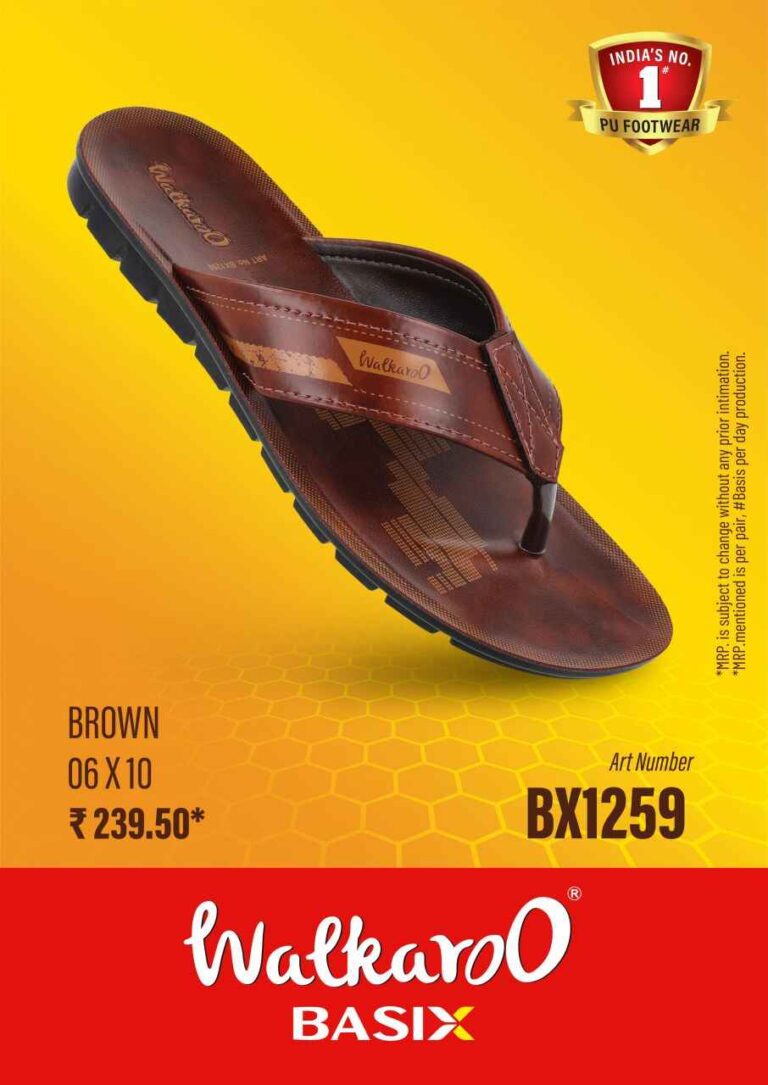 INDIA'S NO.
1#
PU FOOTWEAR
Walkaroo
ART No. BX1259
Walkaroo
*MRP. is subject to change without any prior intimation.
*MRP.mentioned is per pair, #Basis per day production.
BROWN
06 X 10
₹ 239.50*
Art Number
BX1259
Walkaroo®
BASIX